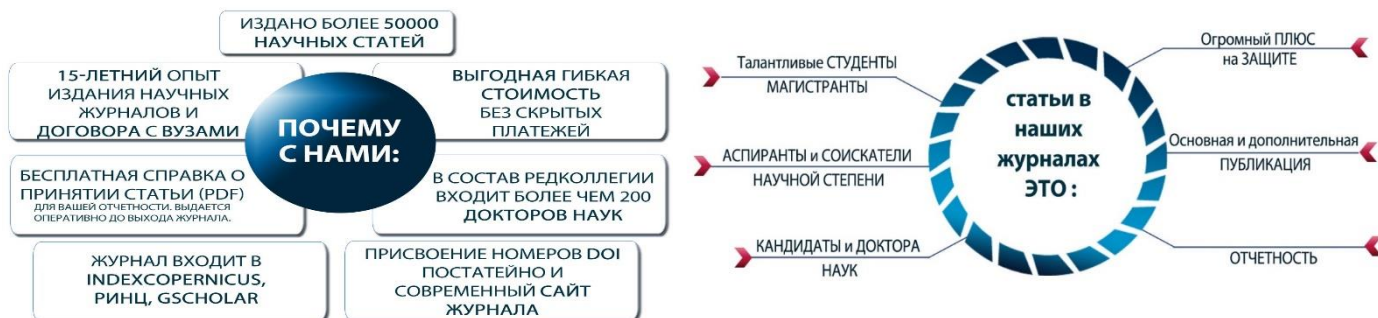 ИЗДАНО БОЛЕЕ 50000
НАУЧНЫХ СТАТЕЙ
15-ЛЕТНИЙ ОПЫТ
ИЗДАНИЯ НАУЧНЫХ
ЖУРНАЛОВ И
ДОГОВОРА С ВУЗАМИ
ПОЧЕМУ
С НАМИ:
ВЫГОДНАЯ ГИБКАЯ
СТОИМОСТЬ
БЕЗ СКРЫТЫХ
ПЛАТЕЖЕЙ
БЕСПЛАТНАЯ СПРАВКА О
ПРИНЯТИИ СТАТЬИ (PDF)
ДЛЯ ВАШЕЙ ОТЧЕТНОСТИ. ВЫДАЕТСЯ
ОПЕРАТИВНО ДО ВЫХОДА ЖУРНАЛА.
В СОСТАВ РЕДКОЛЛЕГИИ
ВХОДИТ БОЛЕЕ ЧЕМ 200
ДОКТОРОВ НАУК
ЖУРНАЛ ВХОДИТ В
INDEXCOPERNICUS,
РИНЦ, GSCHOLAR
ПРИСВОЕНИЕ НОМЕРОВ DOI
ПОСТАТЕЙНО И
СОВРЕМЕННЫЙ САЙТ
ЖУРНАЛА
Талантливые СТУДЕНТЫ
МАГИСТРАНТЫ
АСПИРАНТЫ и СОИСКАТЕЛИ
НАУЧНОЙ СТЕПЕНИ
КАНДИДАТЫ и ДОКТОРА
НАУК
статьи в
наших
журналах
ЭТО :
Огромный ПЛЮС
на ЗАЩИТЕ
Основная и дополнительная
ПУБЛИКАЦИЯ
ОТЧЕТНОСТЬ